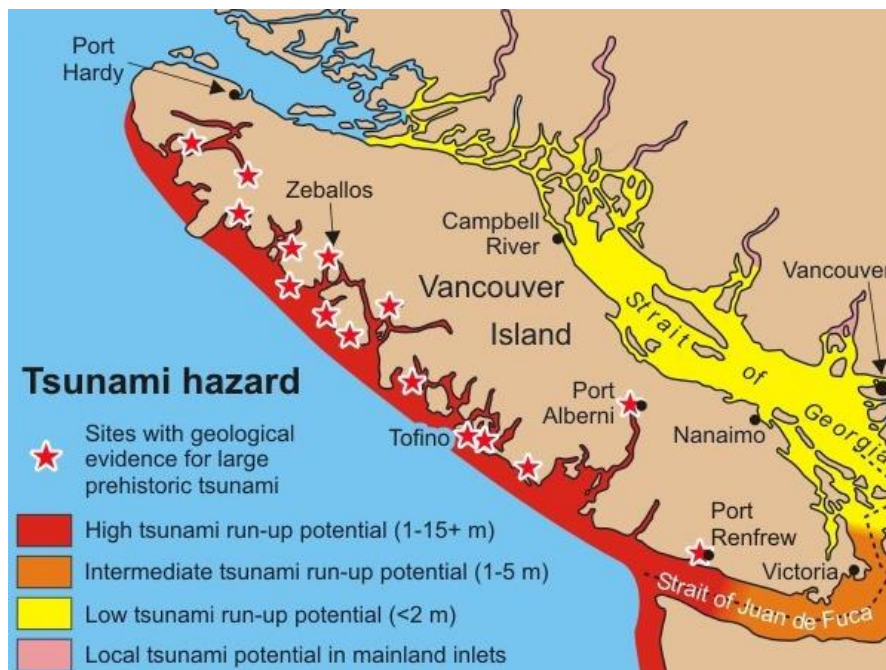 Port
Hardy
Zeballos
Campbell
River
Vancouver
Vancouver
Island
Strait
of
Georgia
Tsunami hazard
Port
Alberni
Nanaimo
Tofino
Sites with geological
evidence for large
prehistoric tsunami
Port
Renfrew
Victoria
High tsunami run-up potential (1-15+ m)
Intermediate tsunami run-up potential (1-5 m)
Strait of Juan de Fuca
Low tsunami run-up potential (<2 m)
Local tsunami potential in mainland inlets